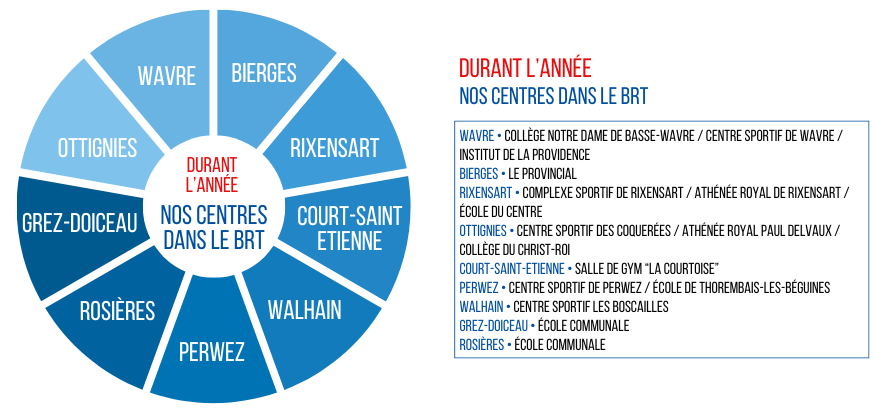 WAVRE
BIERGES
OTTIGNIES
RIXENSART
DURANT
L'ANNÉE
NOS CENTRES
DANS LE BRT
GREZ-DOICEAU
COURT-SAINT
ETIENNE
ROSIÈRES
WALHAIN
PERWEZ
DURANT L'ANNÉE
NOS CENTRES DANS LE BRT
WAVRE • COLLÈGE NOTRE DAME DE BASSE-WAVRE / CENTRE SPORTIF DE WAVRE /
INSTITUT DE LA PROVIDENCE
BIERGES • LE PROVINCIAL
RIXENSART • COMPLEXE SPORTIF DE RIXENSART / ATHÉNÉE ROYAL DE RIXENSART /
ÉCOLE DU CENTRE
OTTIGNIES • CENTRE SPORTIF DES COQUERÉES / ATHÉNÉE ROYAL PAUL DELVAUX /
COLLÈGE DU CHRIST-ROI
COURT-SAINT-ETIENNE • SALLE DE GYM “LA COURTOISE”
PERWEZ • CENTRE SPORTIF DE PERWEZ / ÉCOLE DE THOREMBAIS-LES-BÉGUINES
WALHAIN • CENTRE SPORTIF LES BOSCAILLES
GREZ-DOICEAU • ÉCOLE COMMUNALE
ROSIÈRES • ÉCOLE COMMUNALE